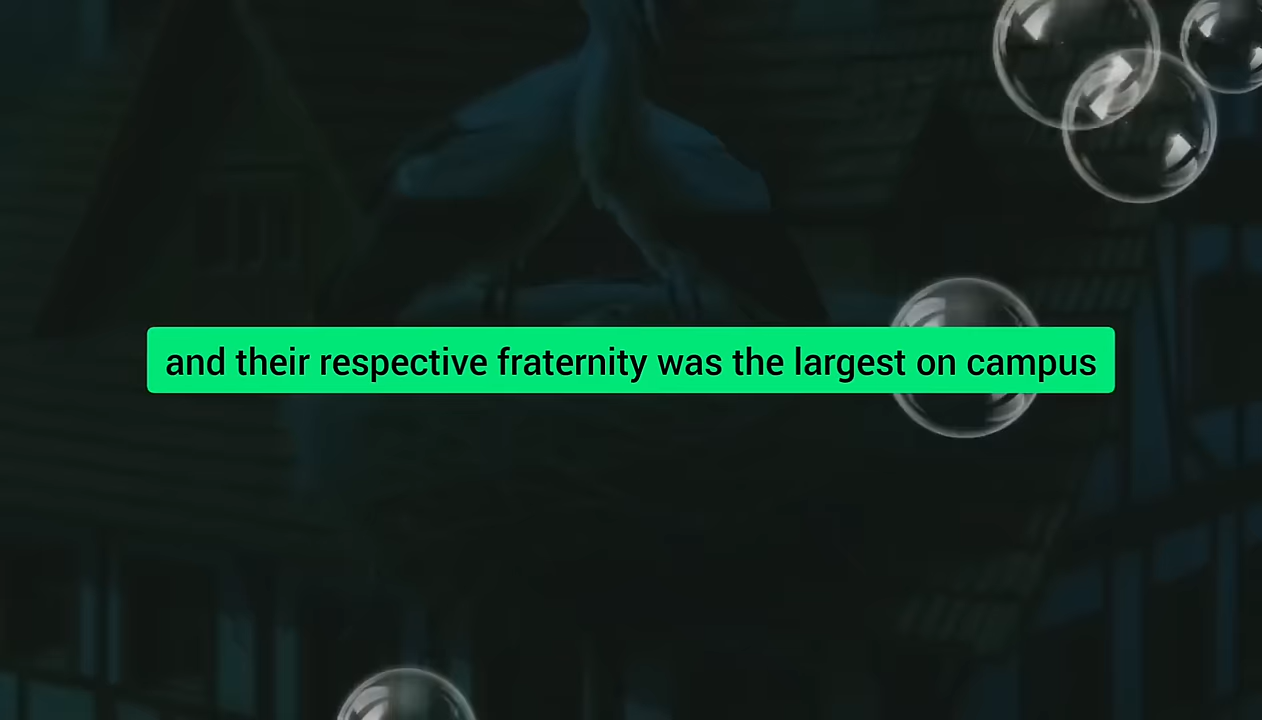 and their respective fraternity was the largest on campus